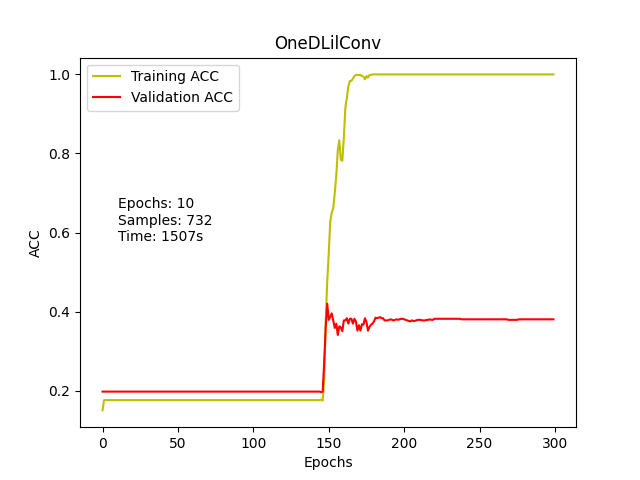 OneDLilConv
Training ACC
Validation ACC
Epochs: 10
Samples: 732
Time: 1507s
ACC
1.0
0.8
0.6
0.4
0.2
0 50 100 150 200 250 300
Epochs